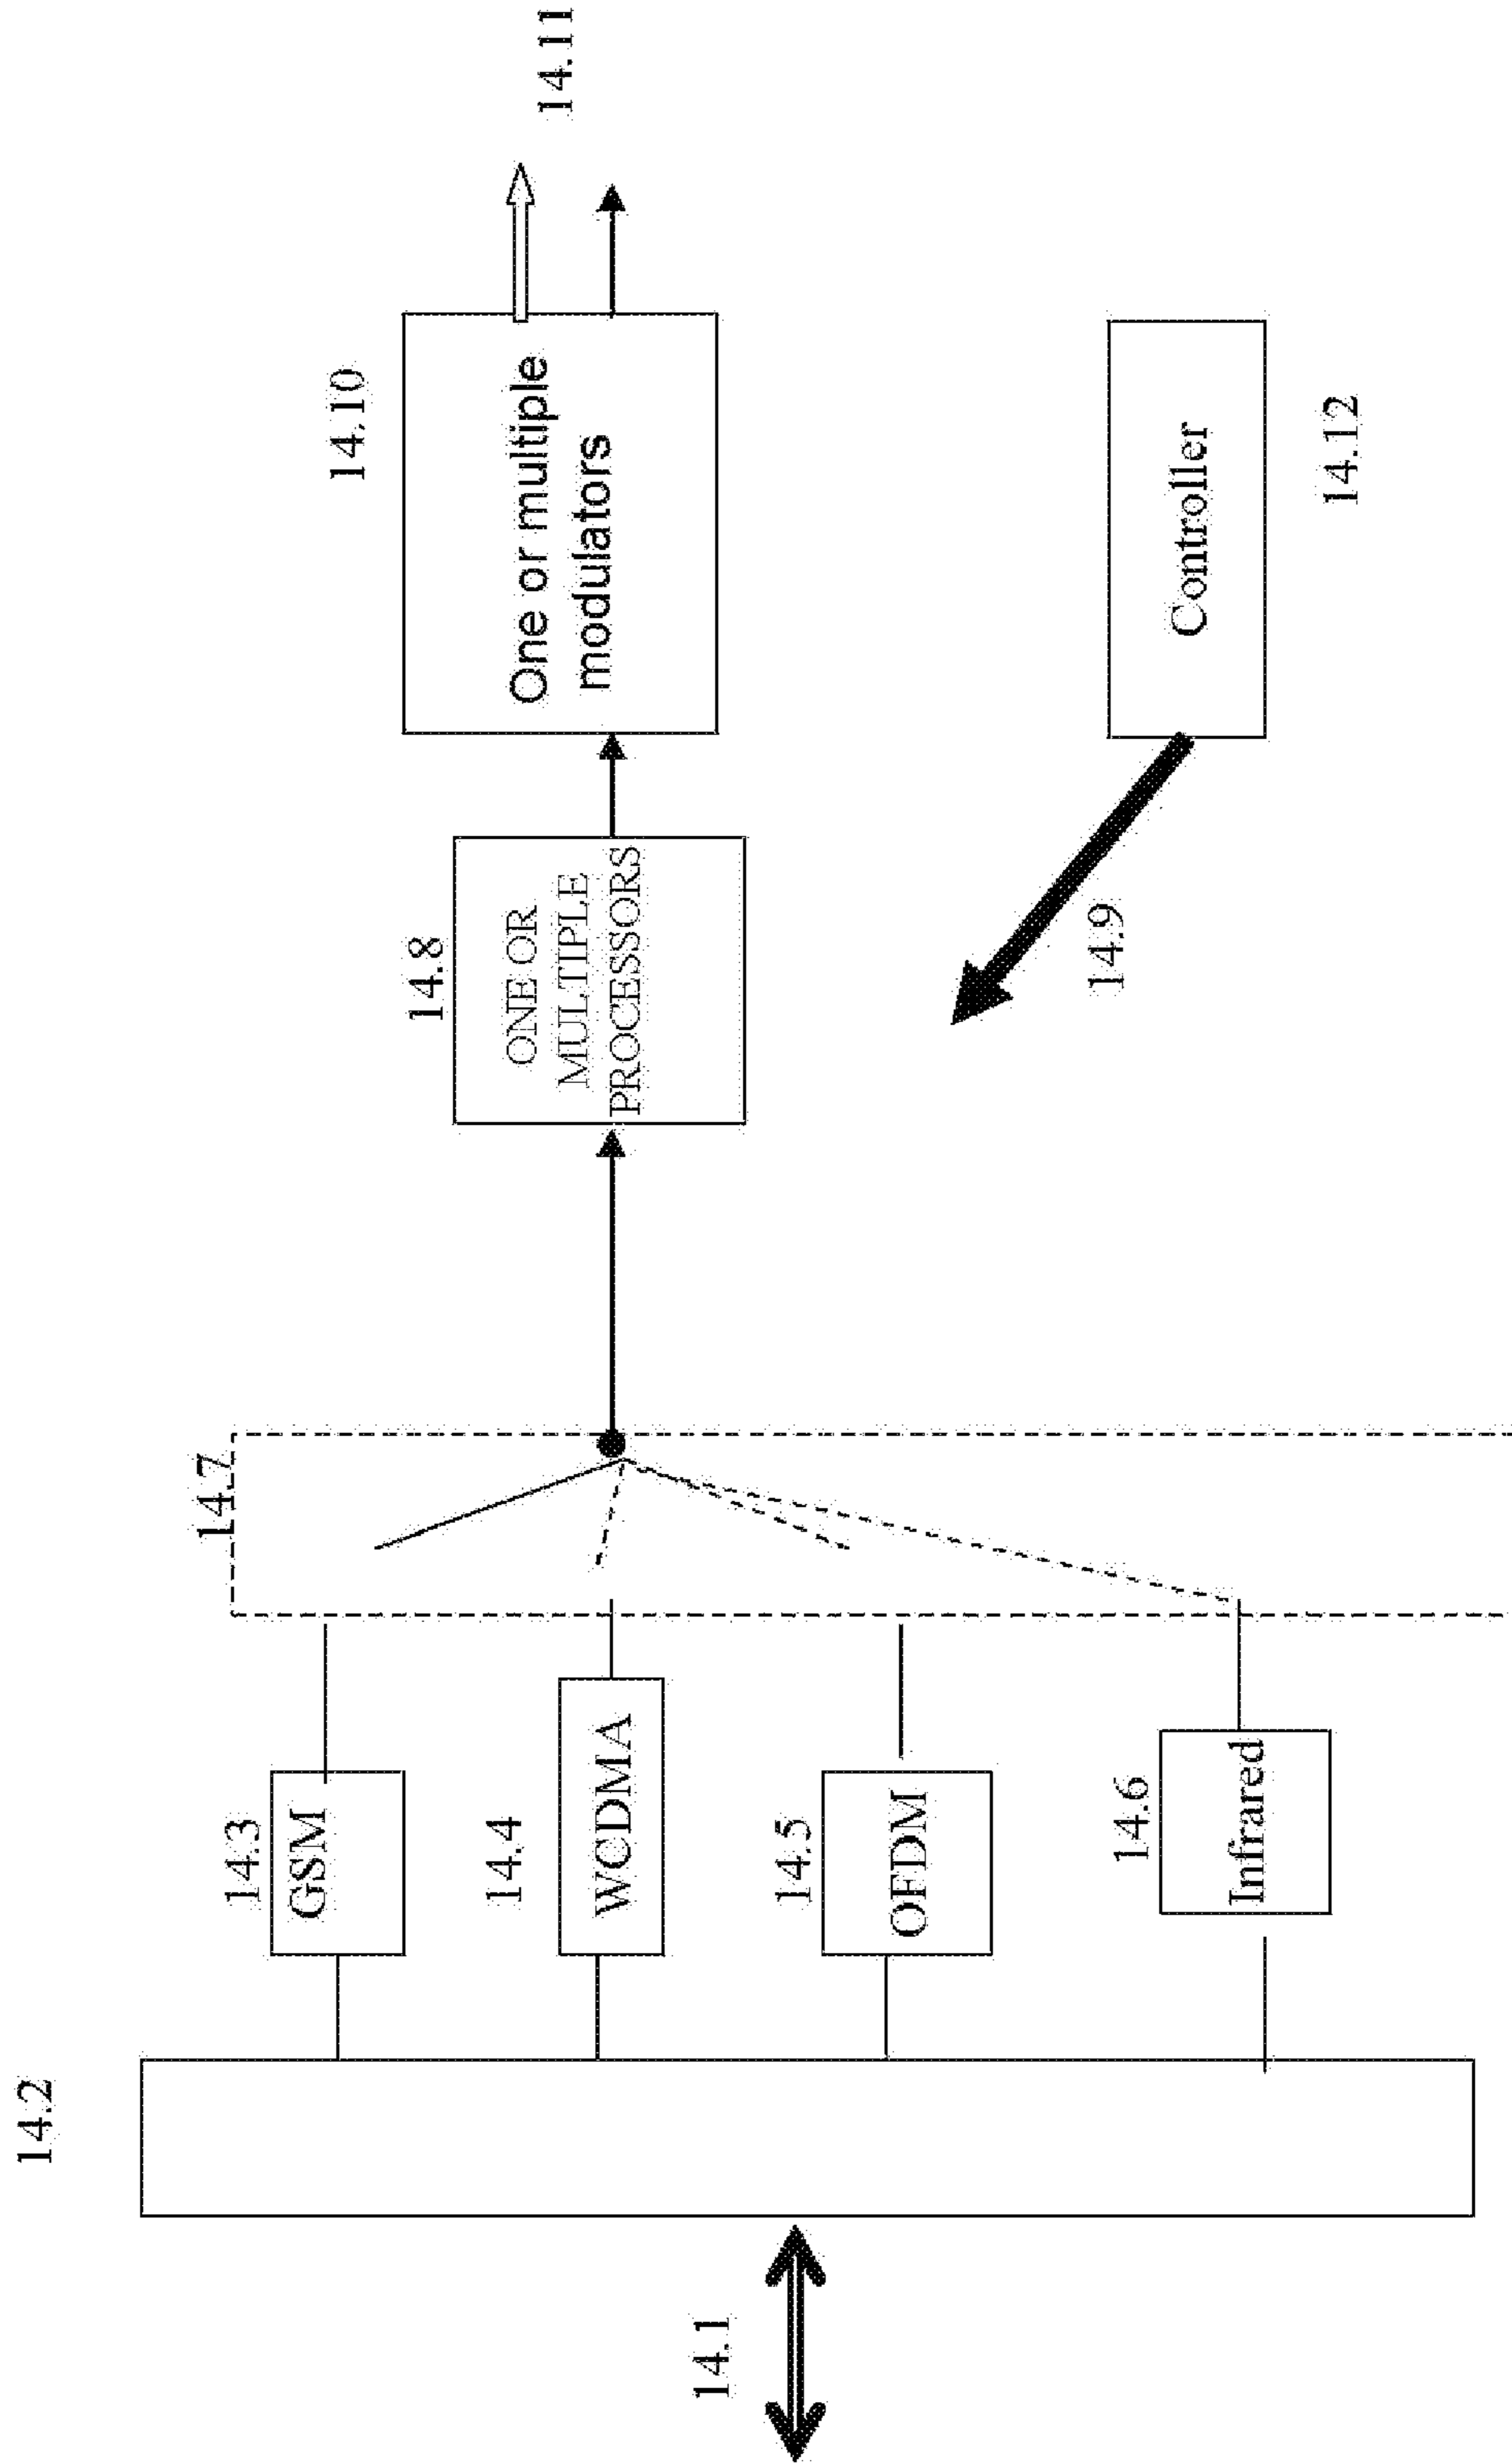 14.1
14.2
14.3
GSM
14.4
WCDMA
14.5
OFDM
14.6
Infrared
14.7
14.8
ONE OR
MULTIPLE
PROCESSORS
14.9
14.10
One or multiple
modulators
14.11
Controller
14.12